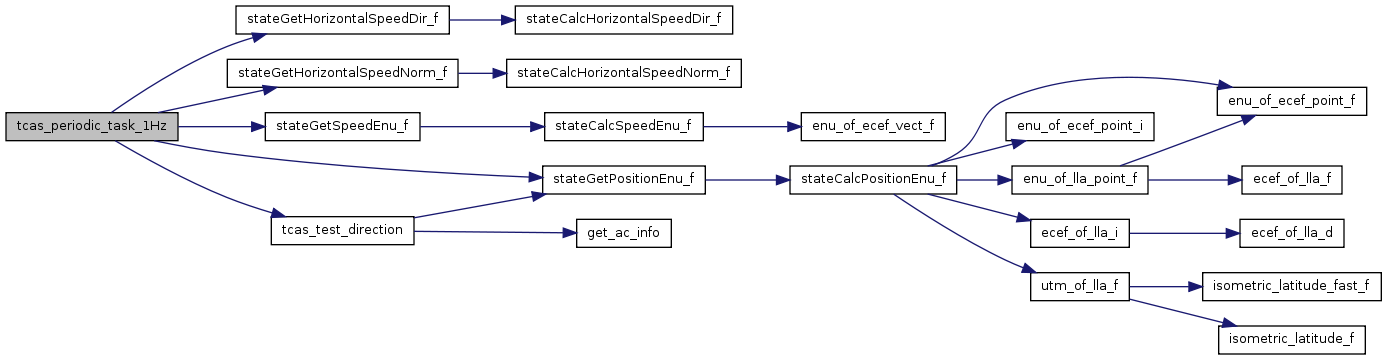 stateGetHorizontalSpeedDir_f
stateCalcHorizontalSpeedDir_f
stateGetHorizontalSpeedNorm_f
stateCalcHorizontalSpeedNorm_f
enu_of_ecef_point_f
tcas_periodic_task_1Hz
stateGetSpeedEnu_f
stateCalcSpeedEnu_f
enu_of_ecef_vect_f
enu_of_ecef_point_i
stateGetPositionEnu_f
stateCalcPositionEnu_f
enu_of_lla_point_f
ecef_of_lla_f
tcas_test_direction
get_ac_info
ecef_of_lla_i
ecef_of_lla_d
utm_of_lla_f
isometric_latitude_fast_f
isometric_latitude_f